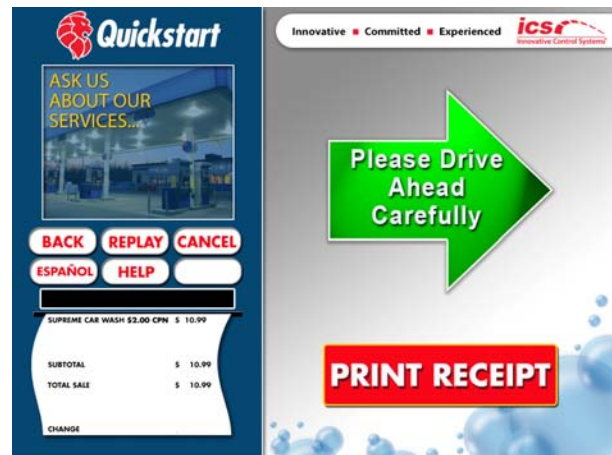 Quickstart
ASK US
ABOUT OUR
SERVICES...
BACK REPLAY CANCEL
ESPAÑOL HELP
SUPREME CAR WASH $2.00 CPN $ 10.99
SUBTOTAL $ 10.99
TOTAL SALE $ 10.99
CHANGE
Innovative ■ Committed ■ Experienced
ics
Innovative Control Systems
Please Drive
Ahead
Carefully
PRINT RECEIPT